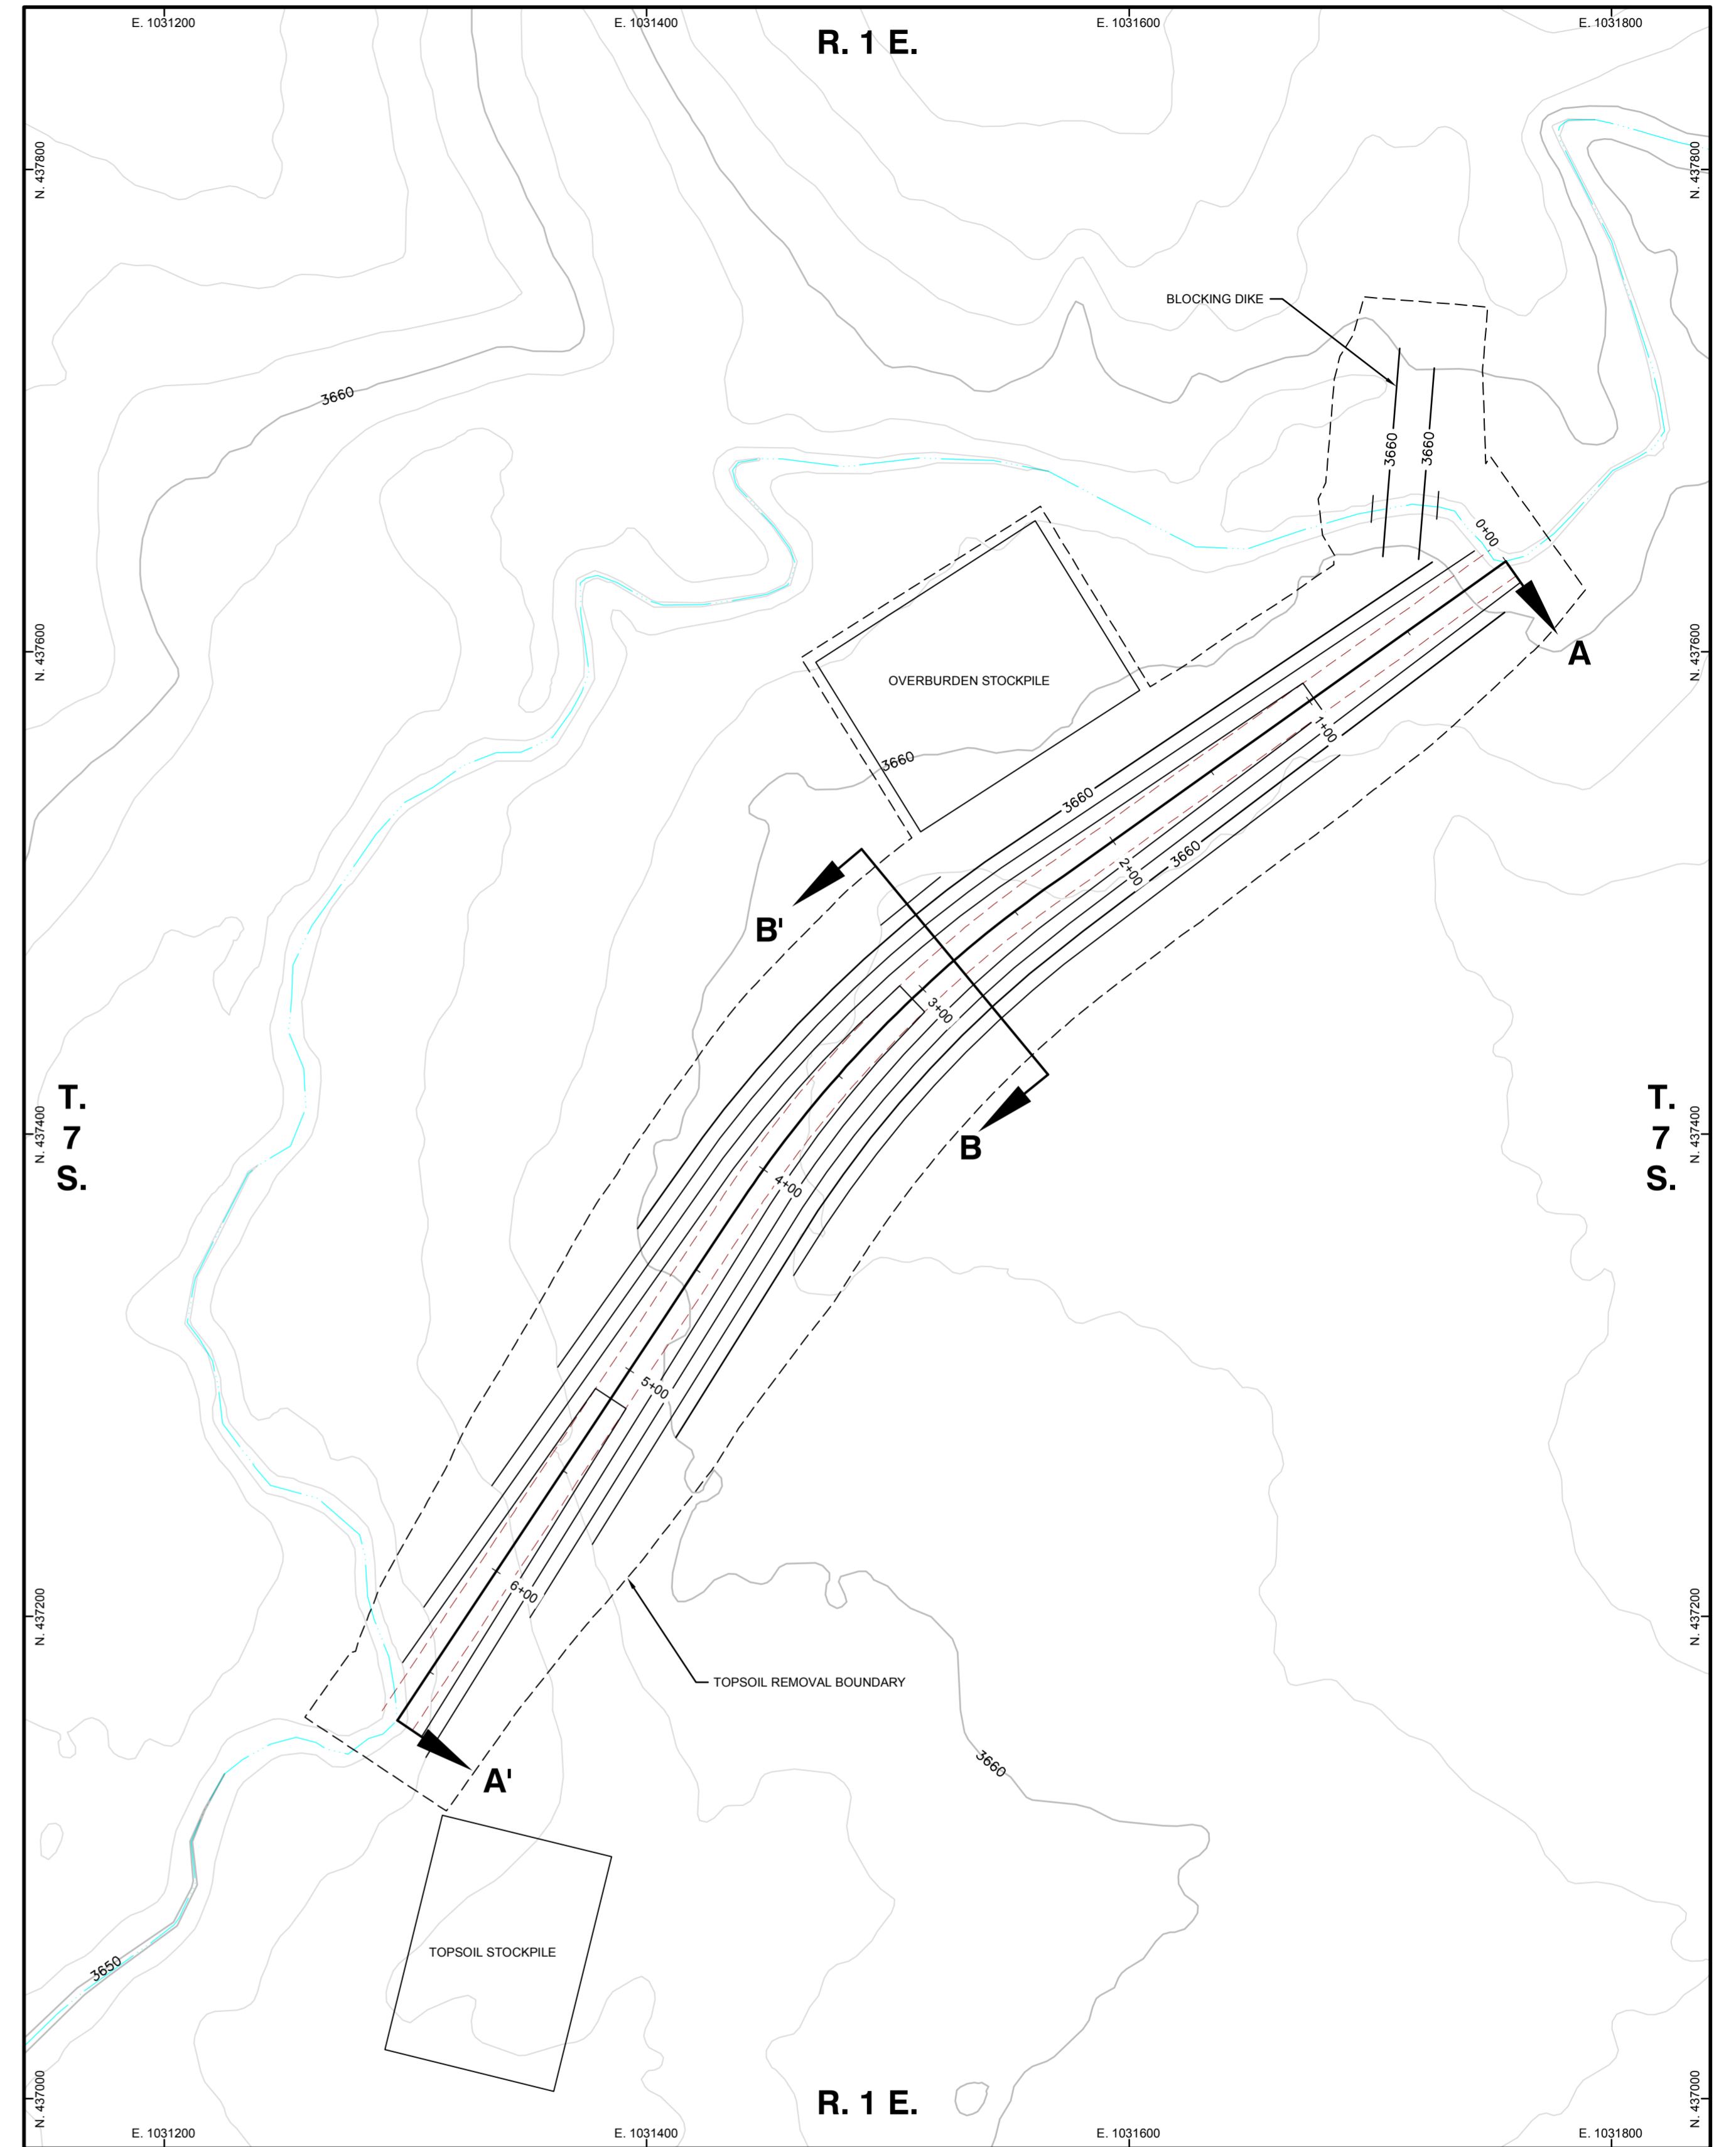 E. 1031200
E. 1031400
E. 1031600
E. 1031800
R. 1 E.
N. 437800
N. 437800
BLOCKING DIKE
3660
3660
3660
0+00
N. 437600
N. 437600
A
OVERBURDEN STOCKPILE
1+00
3660
3660
3660
2+00
B'
3+00
T.
7
S.
T.
7
S.
N. 437400
N. 437400
B
4+00
5+00
6+00
N. 437200
N. 437200
TOPSOIL REMOVAL BOUNDARY
3660
A'
TOPSOIL STOCKPILE
3650
N. 437000
N. 437000
R. 1 E.
E. 1031200
E. 1031400
E. 1031600
E. 1031800